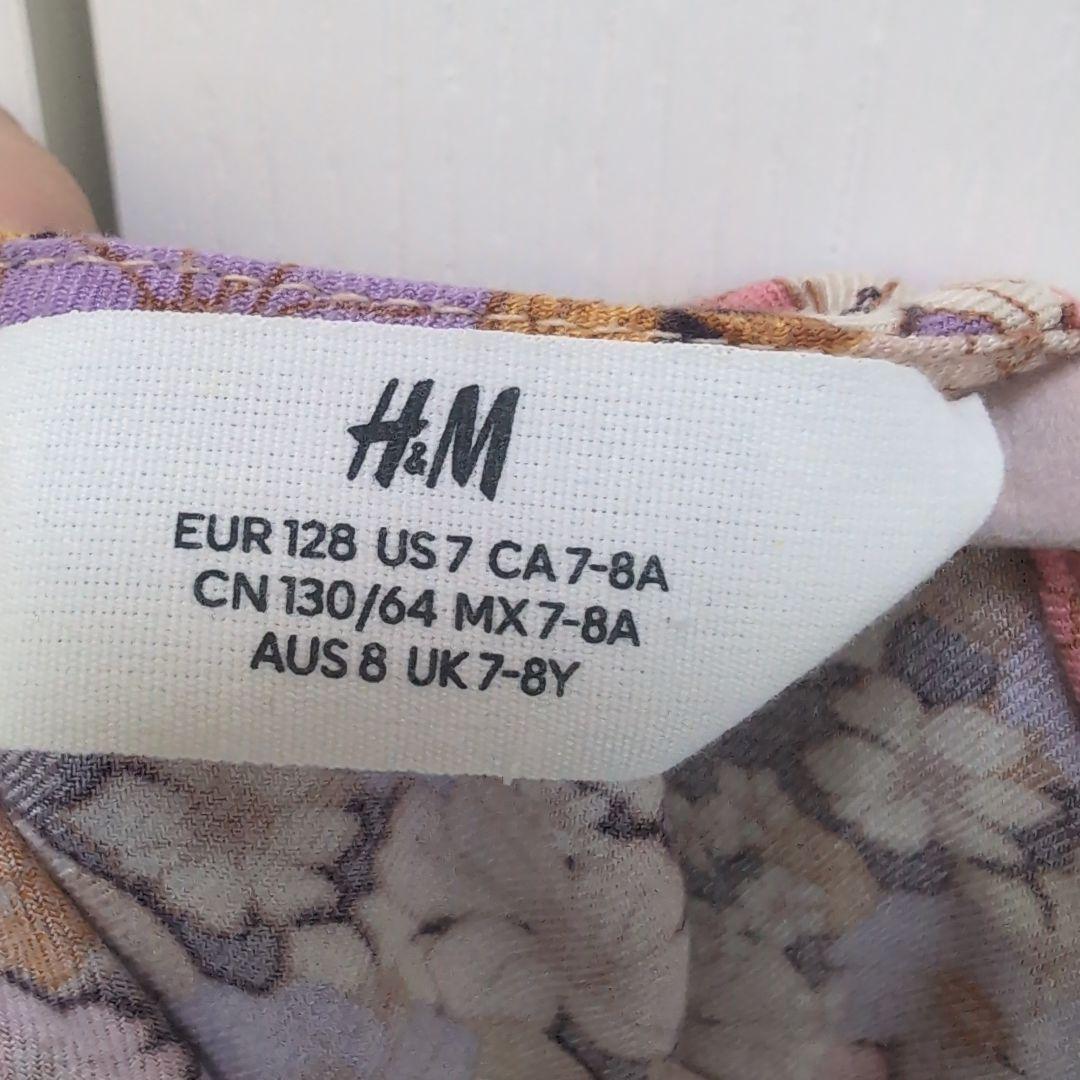 H&M
EUR 128 US 7 CA 7-8A
CN 130/64 MX 7-8A
AUS 8 UK 7-8Y